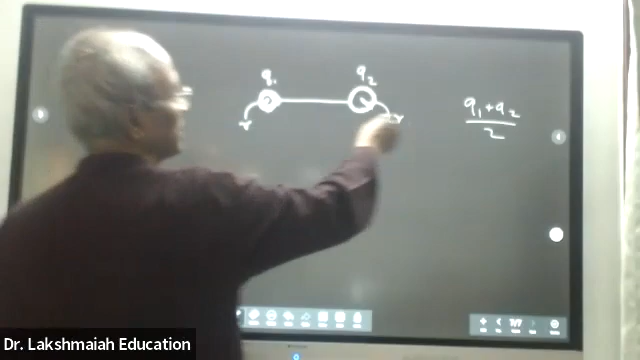 q₁ q₂
r r
q₁ + q₂
2
Dr. Lakshmaiah Education